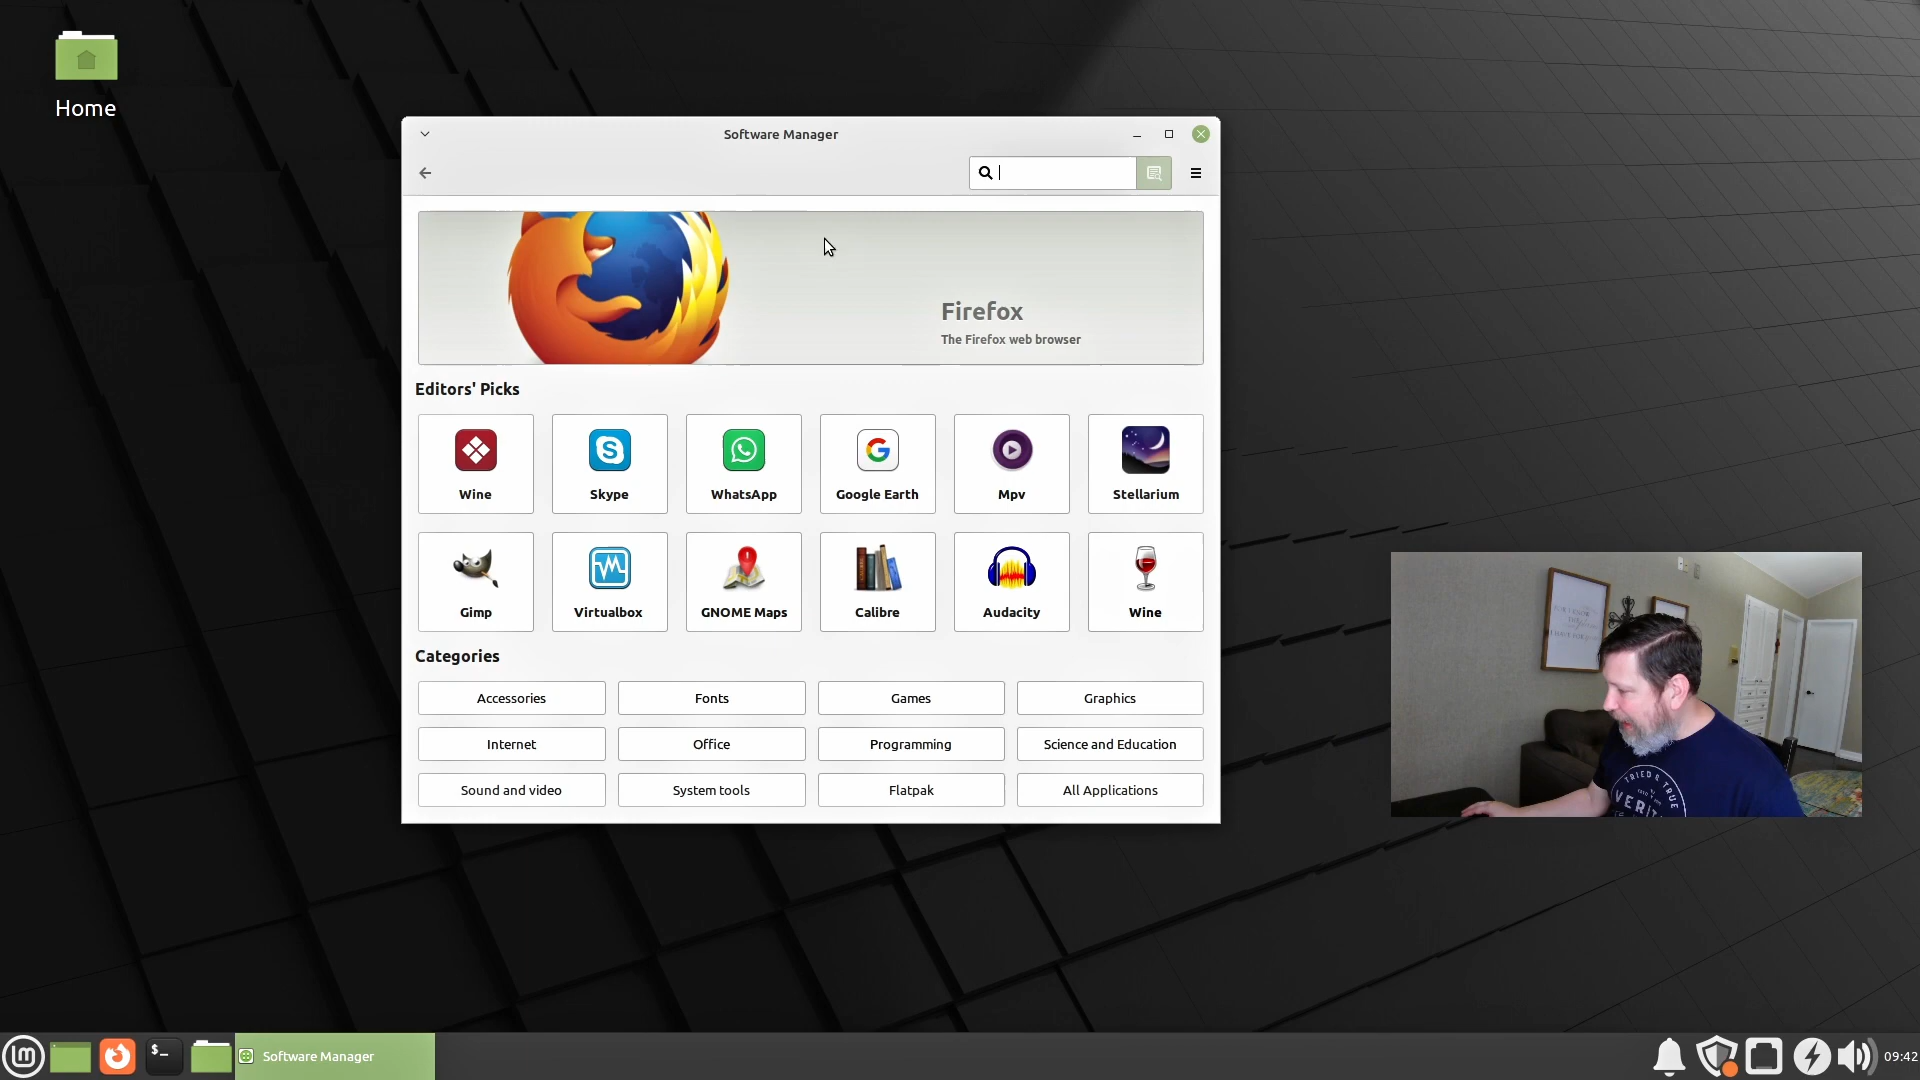 Home
Software Manager
Firefox
The Firefox web browser
Editors' Picks
Wine
Skype
WhatsApp
Google Earth
Mpv
Stellarium
Gimp
Virtualbox
GNOME Maps
Calibre
Audacity
Wine
Categories
Accessories
Fonts
Games
Graphics
Internet
Office
Programming
Science and Education
Sound and video
System tools
Flatpak
All Applications
TRIED & TRUE
Software Manager
09:42